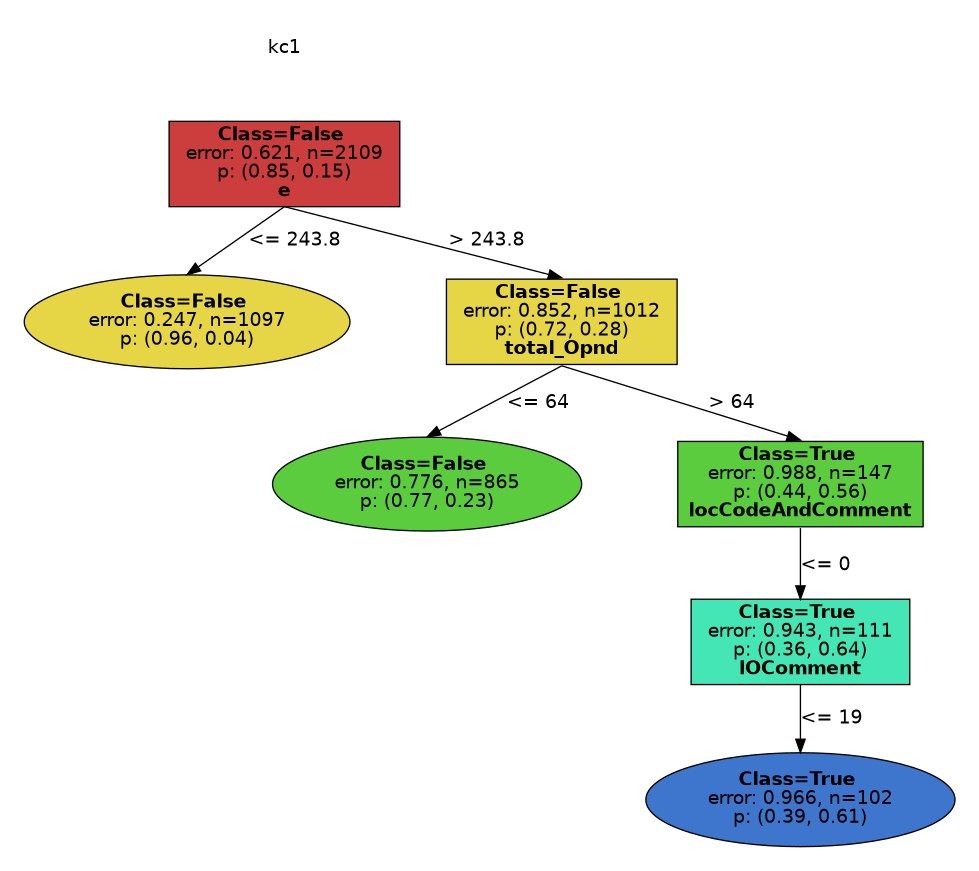 kc1
Class=False
error: 0.621, n=2109
p: (0.85, 0.15)
e
<= 243.8
> 243.8
Class=False
error: 0.247, n=1097
p: (0.96, 0.04)
Class=False
error: 0.852, n=1012
p: (0.72, 0.28)
total_Opnd
<= 64
> 64
Class=False
error: 0.776, n=865
p: (0.77, 0.23)
Class=True
error: 0.988, n=147
p: (0.44, 0.56)
locCodeAndComment
<= 0
Class=True
error: 0.943, n=111
p: (0.36, 0.64)
lOComment
<= 19
Class=True
error: 0.966, n=102
p: (0.39, 0.61)